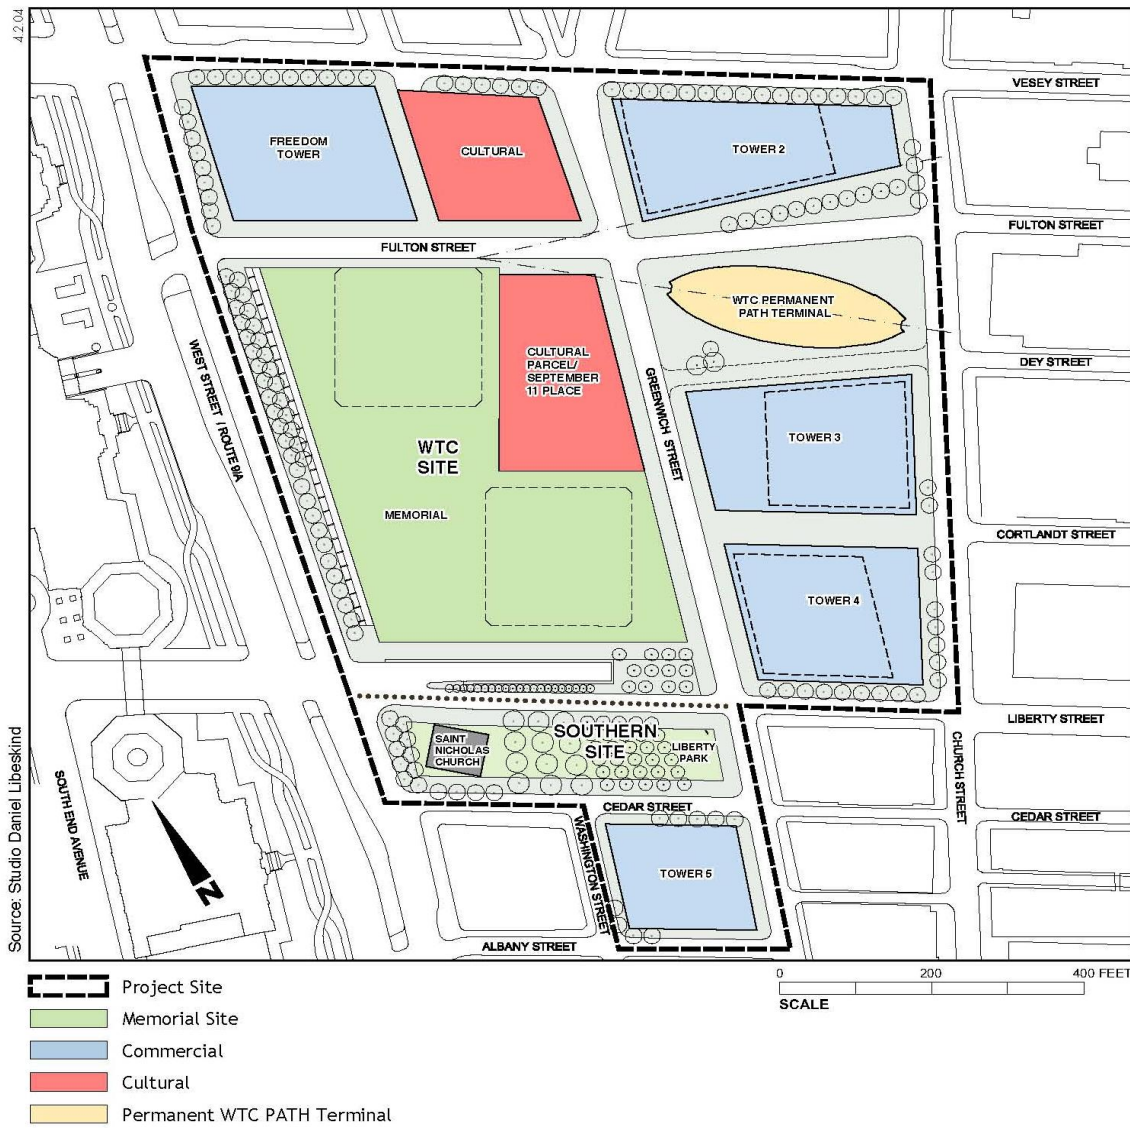 4.2.04
VESEY STREET
FREEDOM
TOWER
CULTURAL
TOWER 2
FULTON STREET
FULTON STREET
WTC PERMANENT
PATH TERMINAL
CULTURAL
PARCEL/
SEPTEMBER
11 PLACE
DEY STREET
WEST STREET / ROUTE 9/A
GREENWICH STREET
WTC
SITE
TOWER 3
MEMORIAL
CORTLANDT STREET
TOWER 4
SOUTHERN
SITE
LIBERTY STREET
SAINT
NICHOLAS
CHURCH
LIBERTY
PARK
CHURCH STREET
SOUTH END AVENUE
CEDAR STREET
CEDAR STREET
WASHINGTON STREET
TOWER 5
N
ALBANY STREET
Source: Studio Daniel Libeskind
0 200 400 FEET
SCALE
Project Site
Memorial Site
Commercial
Cultural
Permanent WTC PATH Terminal